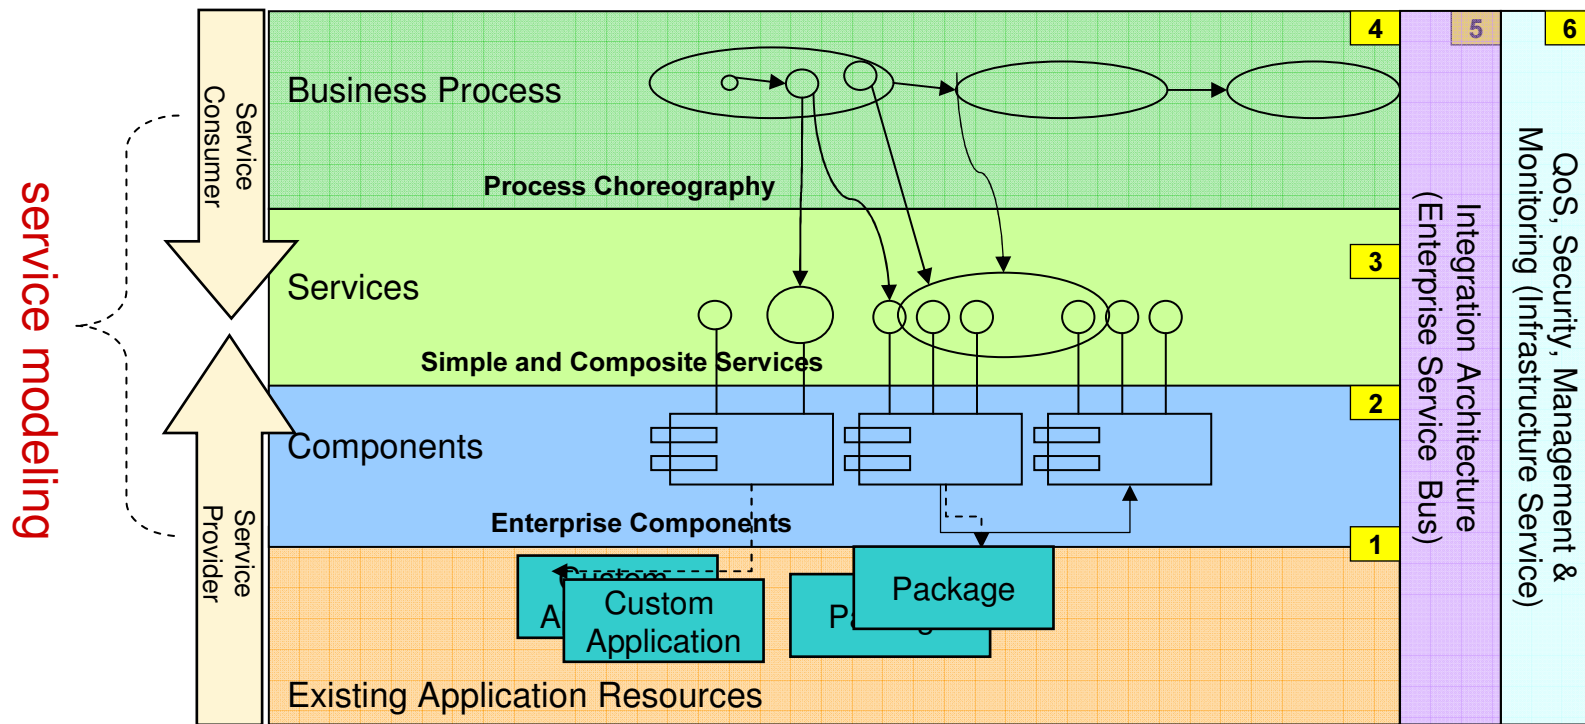 service modeling
Service
Consumer
Service
Provider
4
Business Process
Process Choreography
3
Services
Simple and Composite Services
2
Components
Enterprise Components
1
Custom
Custom
Application
Package
Existing Application Resources
5
Integration Architecture
(Enterprise Service Bus)
6
QoS, Security, Management &
Monitoring (Infrastructure Service)